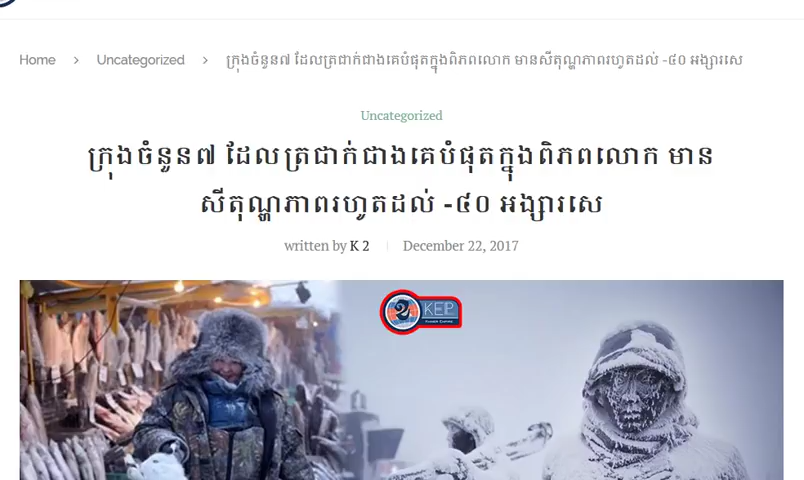 Home > Uncategorized > ក្រុងចំនួន៧ ដែលត្រជាក់ជាងគេបំផុតក្នុងពិភពលោក មានសីតុណ្ហភាពរហូតដល់ -៤០ អង្សារសេ
Uncategorized
ក្រុងចំនួន៧ ដែលត្រជាក់ជាងគេបំផុតក្នុងពិភពលោក មាន
សីតុណ្ហភាពរហូតដល់ -៤០ អង្សារសេ
written by K 2 December 22, 2017
KEP